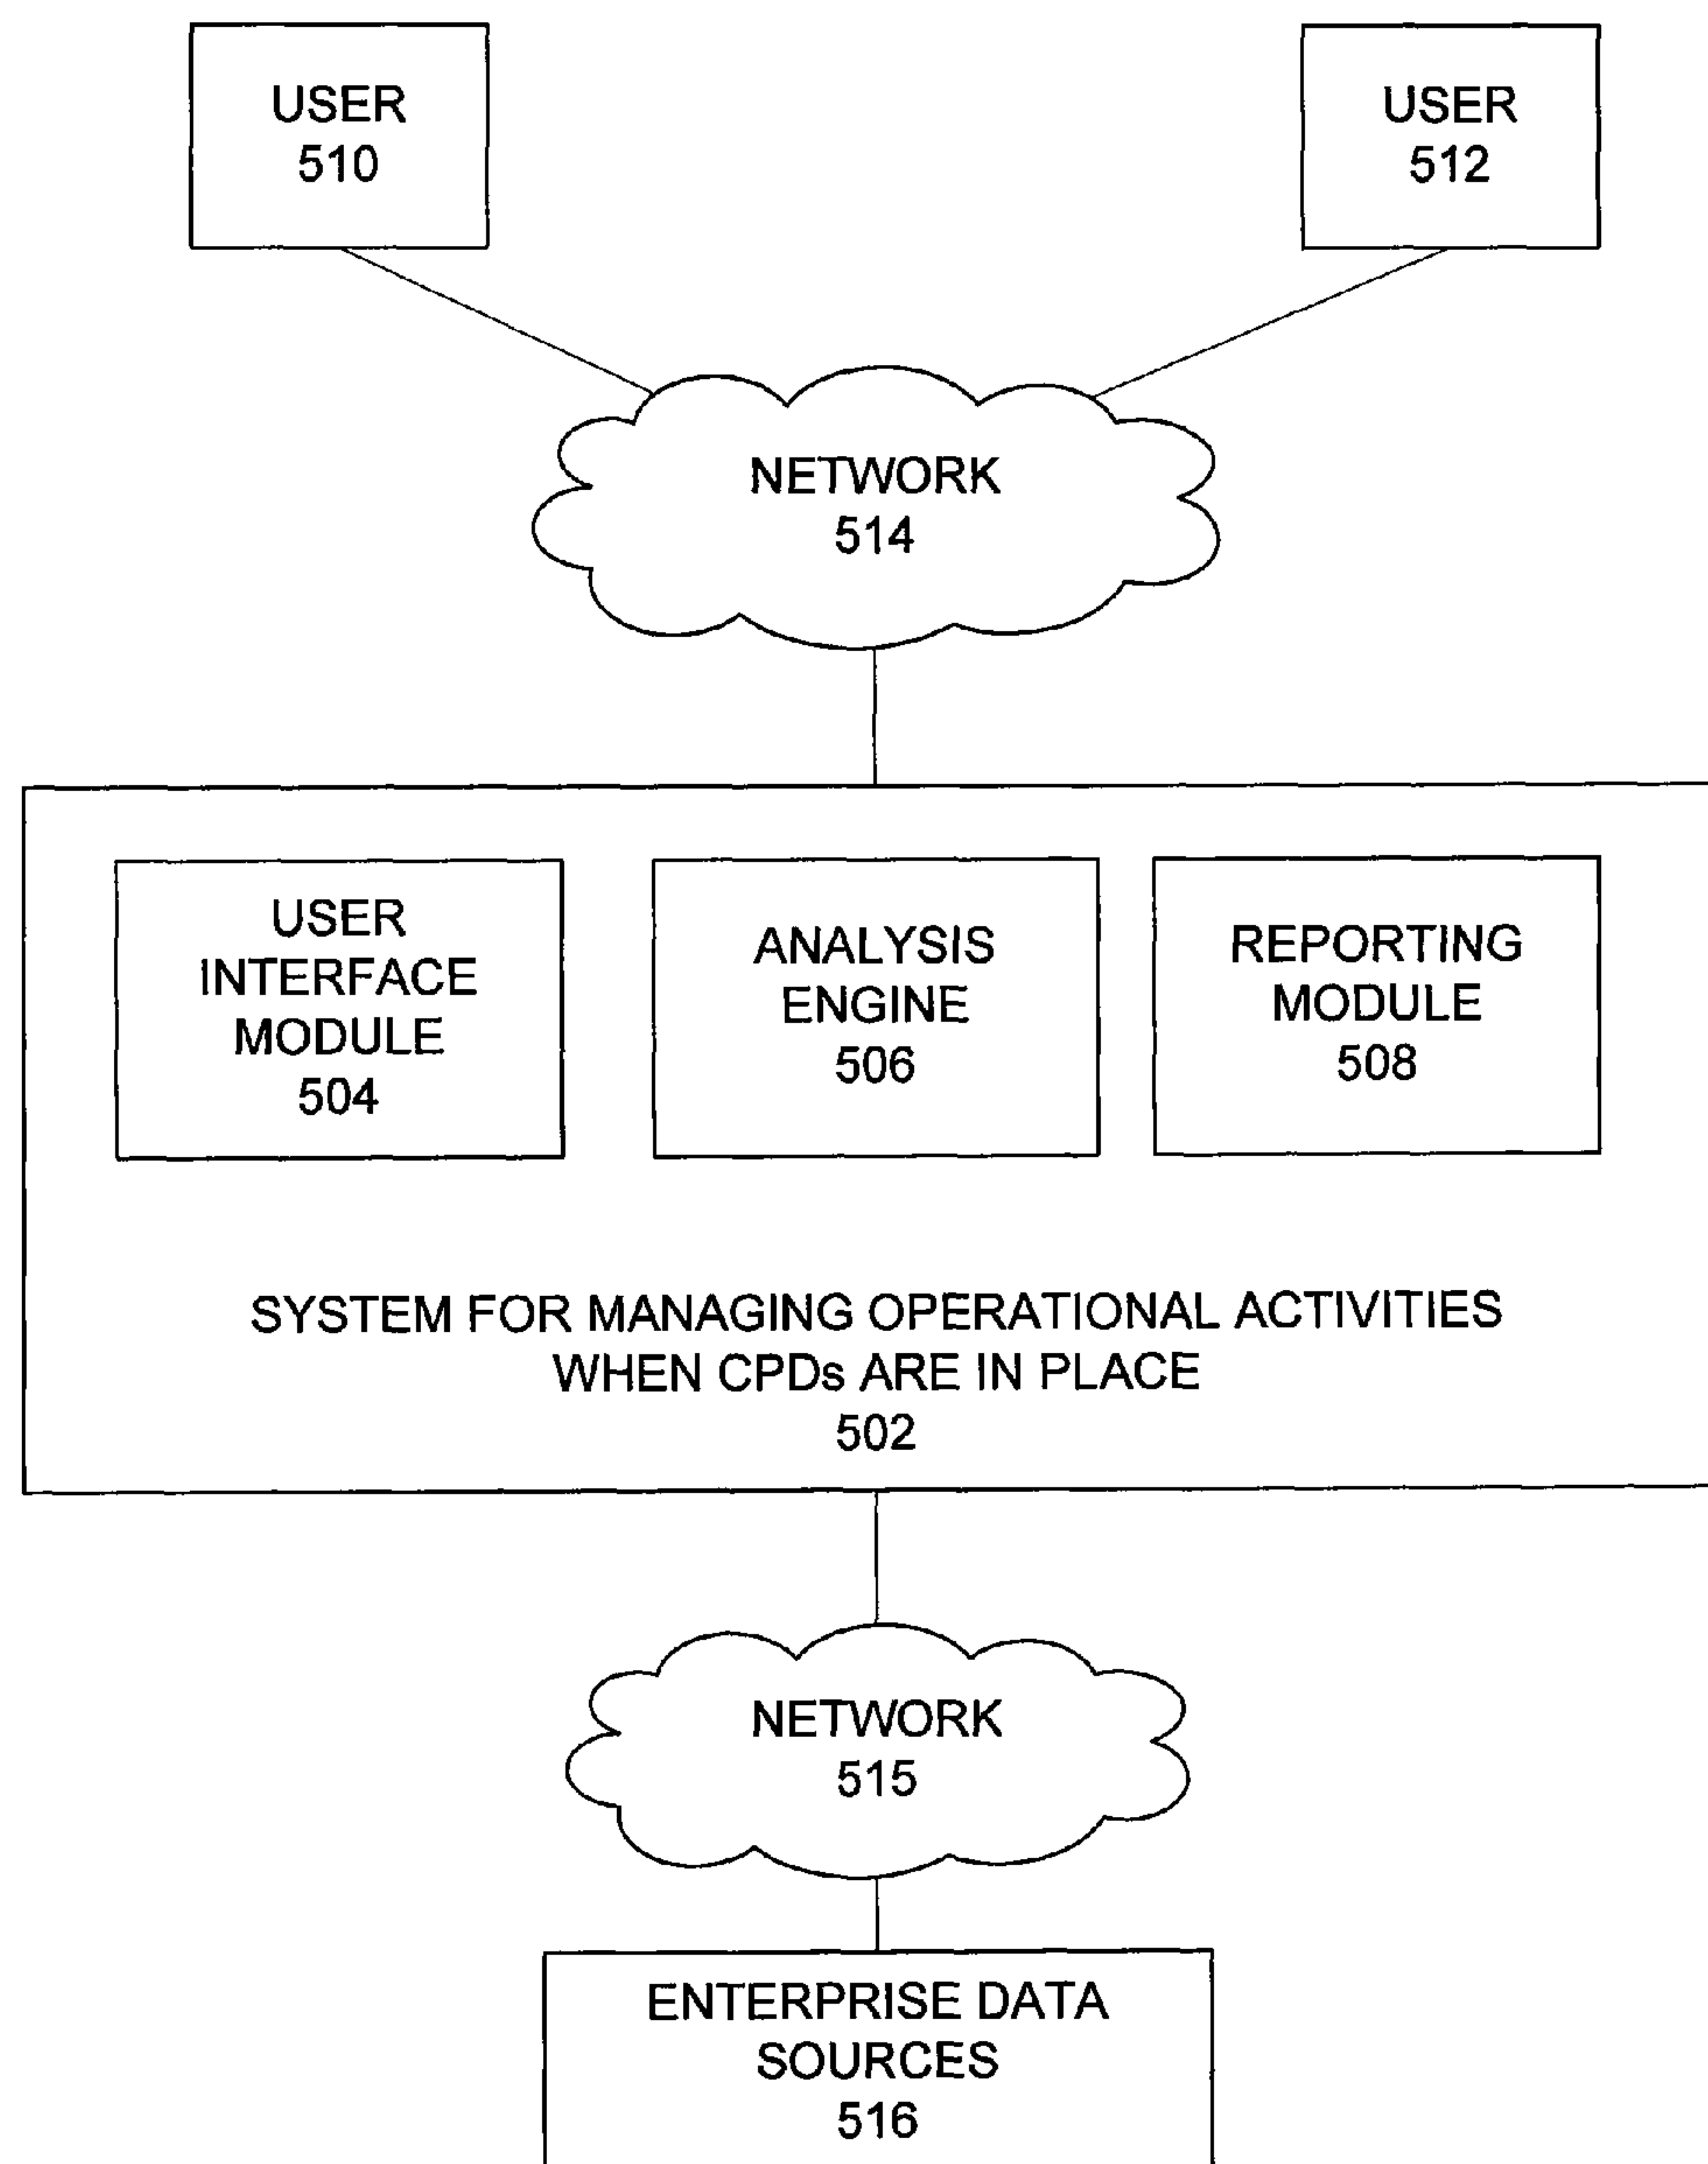 USER
510
USER
512
NETWORK
514
USER
INTERFACE
MODULE
504
ANALYSIS
ENGINE
506
REPORTING
MODULE
508
SYSTEM FOR MANAGING OPERATIONAL ACTIVITIES
WHEN CPDs ARE IN PLACE
502
NETWORK
515
ENTERPRISE DATA
SOURCES
516